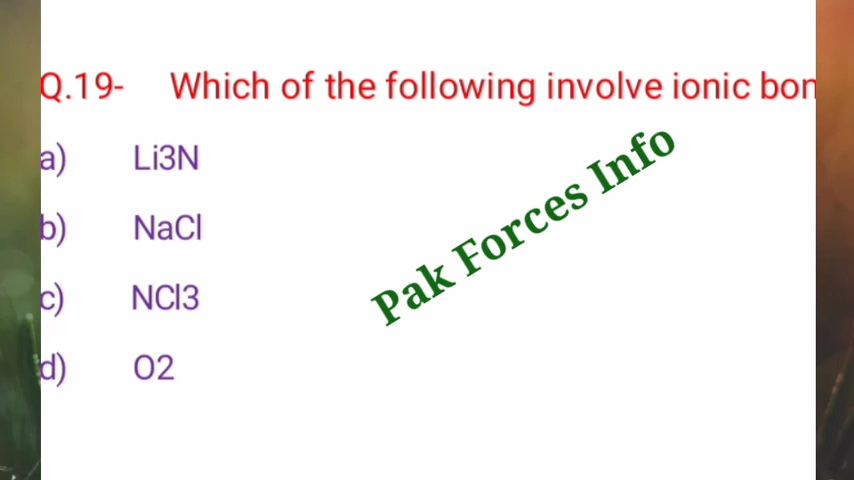 Q.19- Which of the following involve ionic bon
a) Li3N
b) NaCl
c) NCl3
d) O2
Pak Forces Info